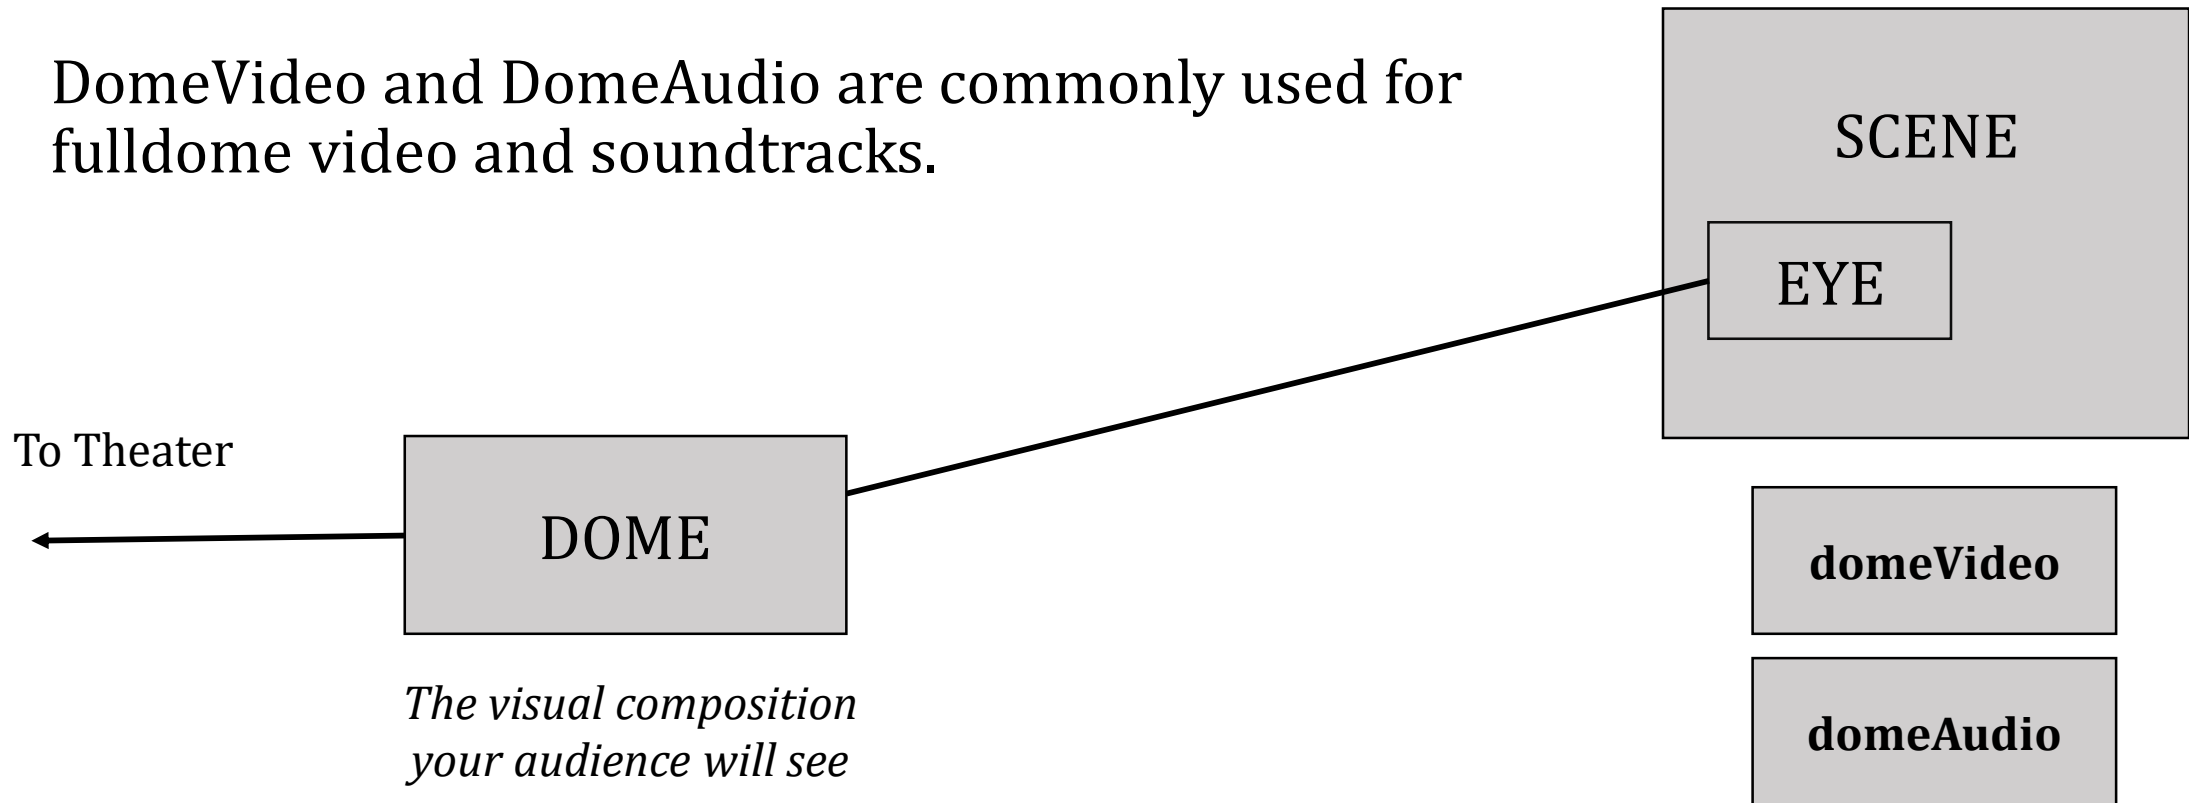 DomeVideo and DomeAudio are commonly used for
fulldome video and soundtracks.
SCENE
EYE
To Theater
DOME
domeVideo
The visual composition
your audience will see
domeAudio